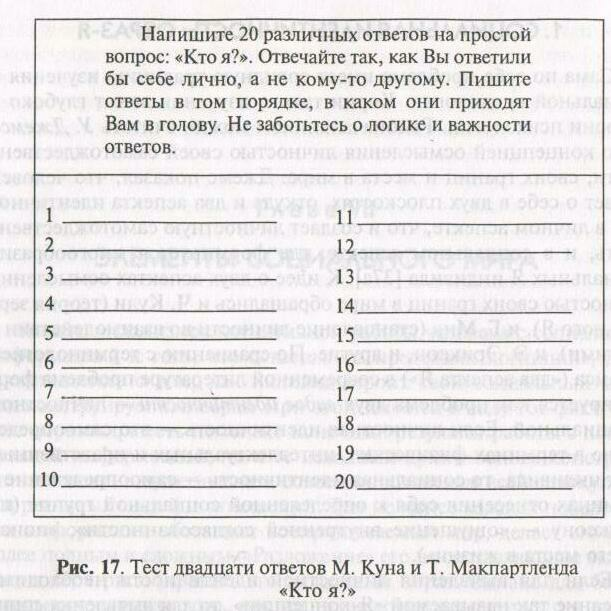 Напишите 20 различных ответов на простой
вопрос: «Кто я?». Отвечайте так, как Вы ответили
бы себе лично, а не кому-то другому. Пишите
ответы в том порядке, в каком они приходят
Вам в голову. Не заботьтесь о логике и важности
ответов.
1
2
3
4
5
6
7
8
9
10
11
12
13
14
15
16
17
18
19
20
Рис. 17. Тест двадцати ответов М. Куна и Т. Макпартленда
«Кто я?»